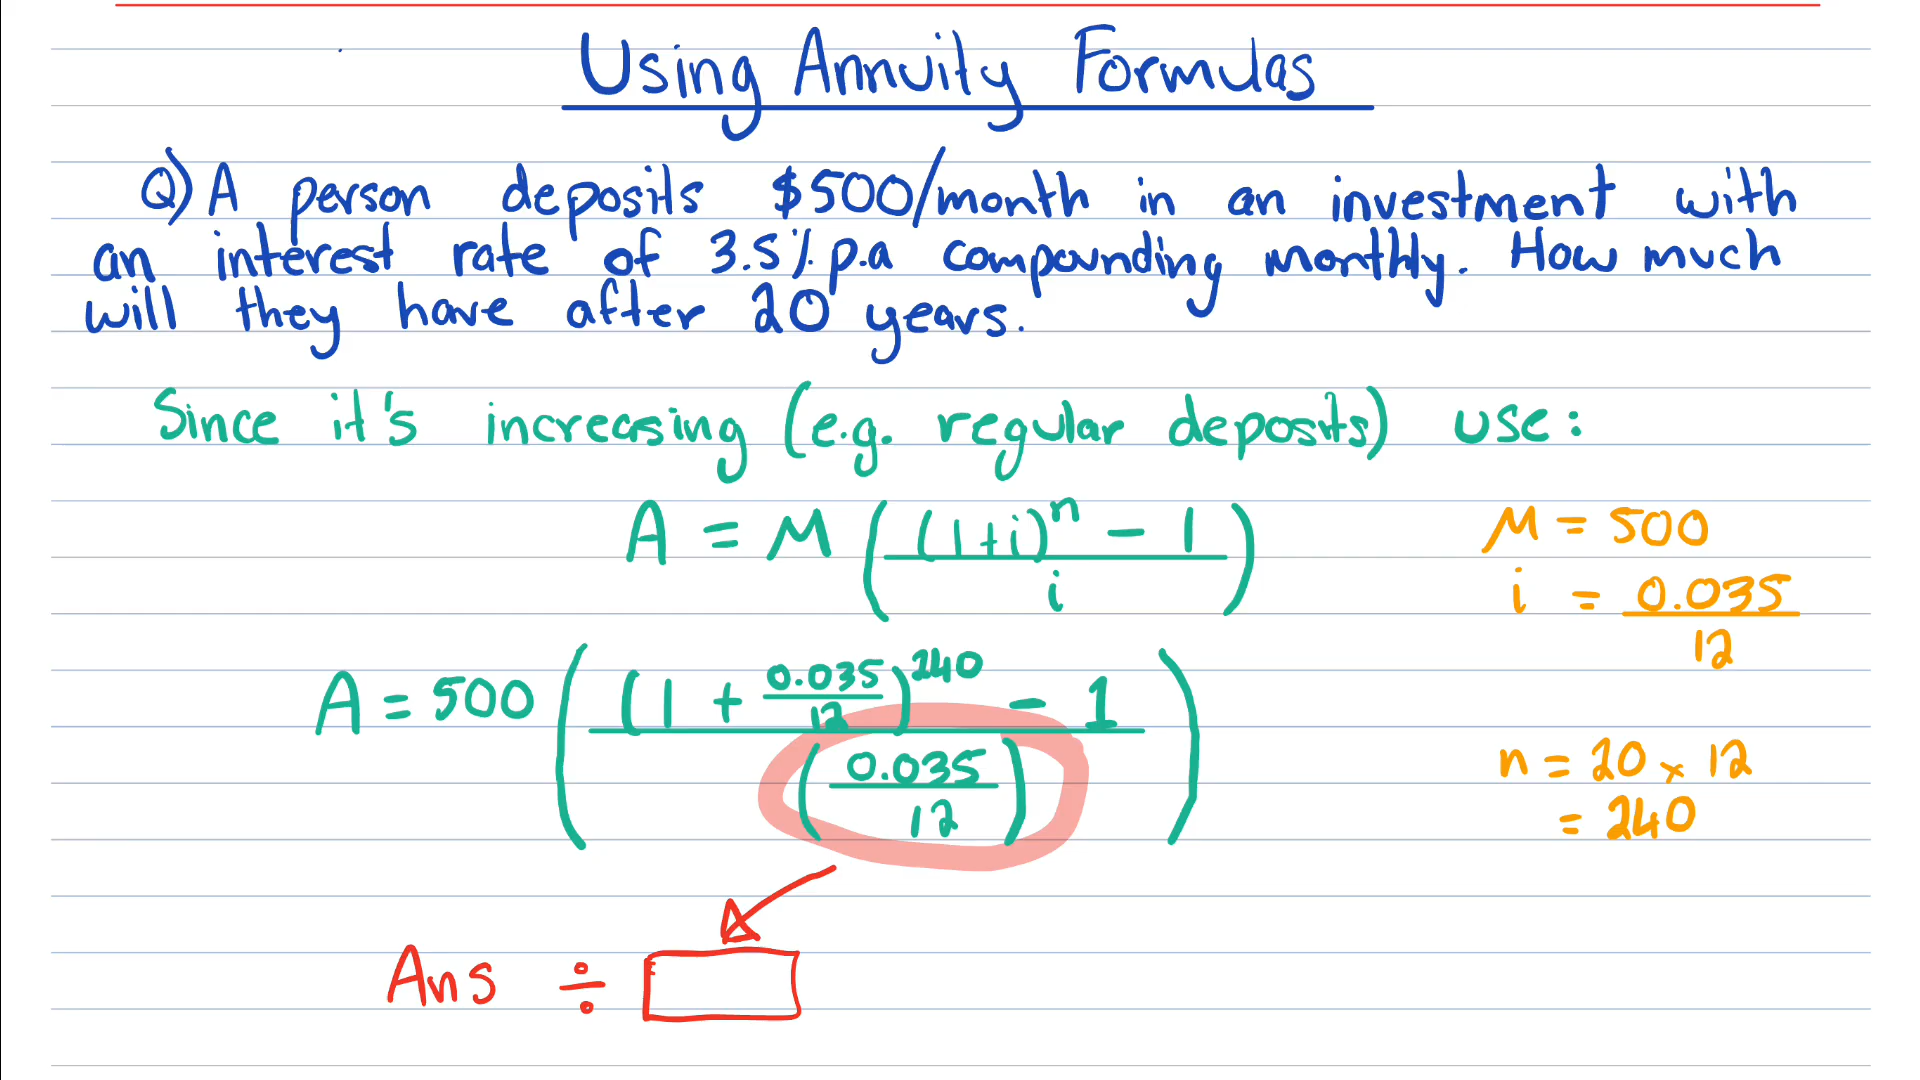 Using Annuity Formulas
Q) A person deposits $500/month in an investment with
an interest rate of 3.5% p.a compounding monthly. How much
will they have after 20 years.
Since it's increasing (e.g. regular deposits) use:
A = M ( (1+i)^n - 1 / i )
M = 500
i = 0.035 / 12
A = 500 ( (1 + 0.035/12)^240 - 1 / (0.035/12) )
n = 20 × 12
= 240
Ans ÷